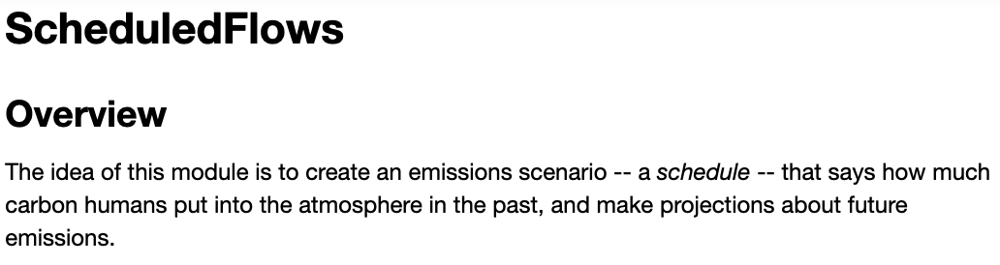 ScheduledFlows
Overview
The idea of this module is to create an emissions scenario -- a schedule -- that says how much
carbon humans put into the atmosphere in the past, and make projections about future
emissions.